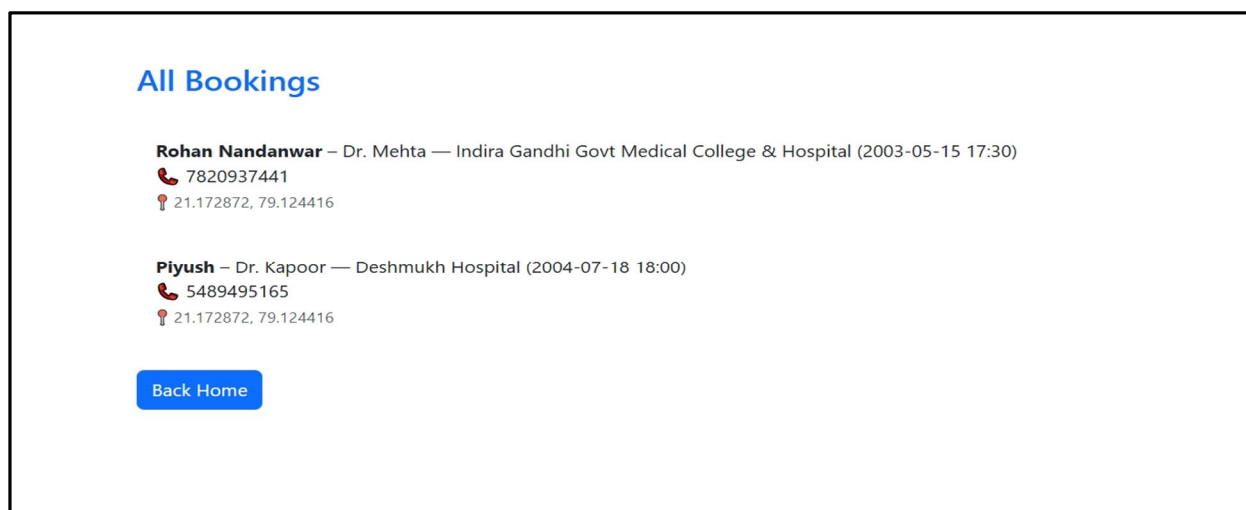 All Bookings
Rohan Nandanwar – Dr. Mehta — Indira Gandhi Govt Medical College & Hospital (2003-05-15 17:30)
7820937441
21.172872, 79.124416
Piyush – Dr. Kapoor — Deshmukh Hospital (2004-07-18 18:00)
5489495165
21.172872, 79.124416
Back Home